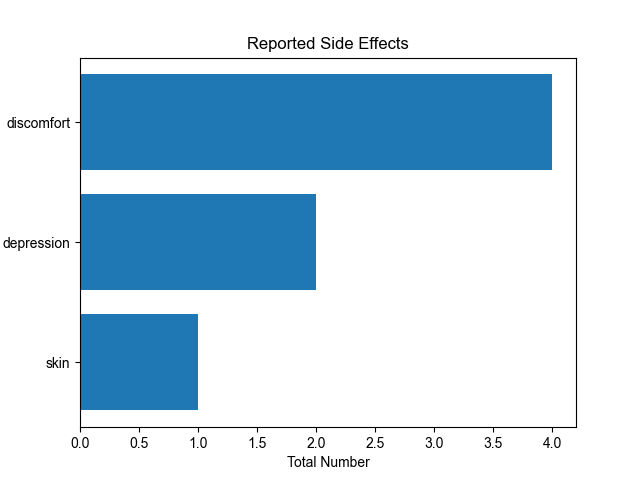 Reported Side Effects
discomfort
depression
skin
0.0 0.5 1.0 1.5 2.0 2.5 3.0 3.5 4.0
Total Number